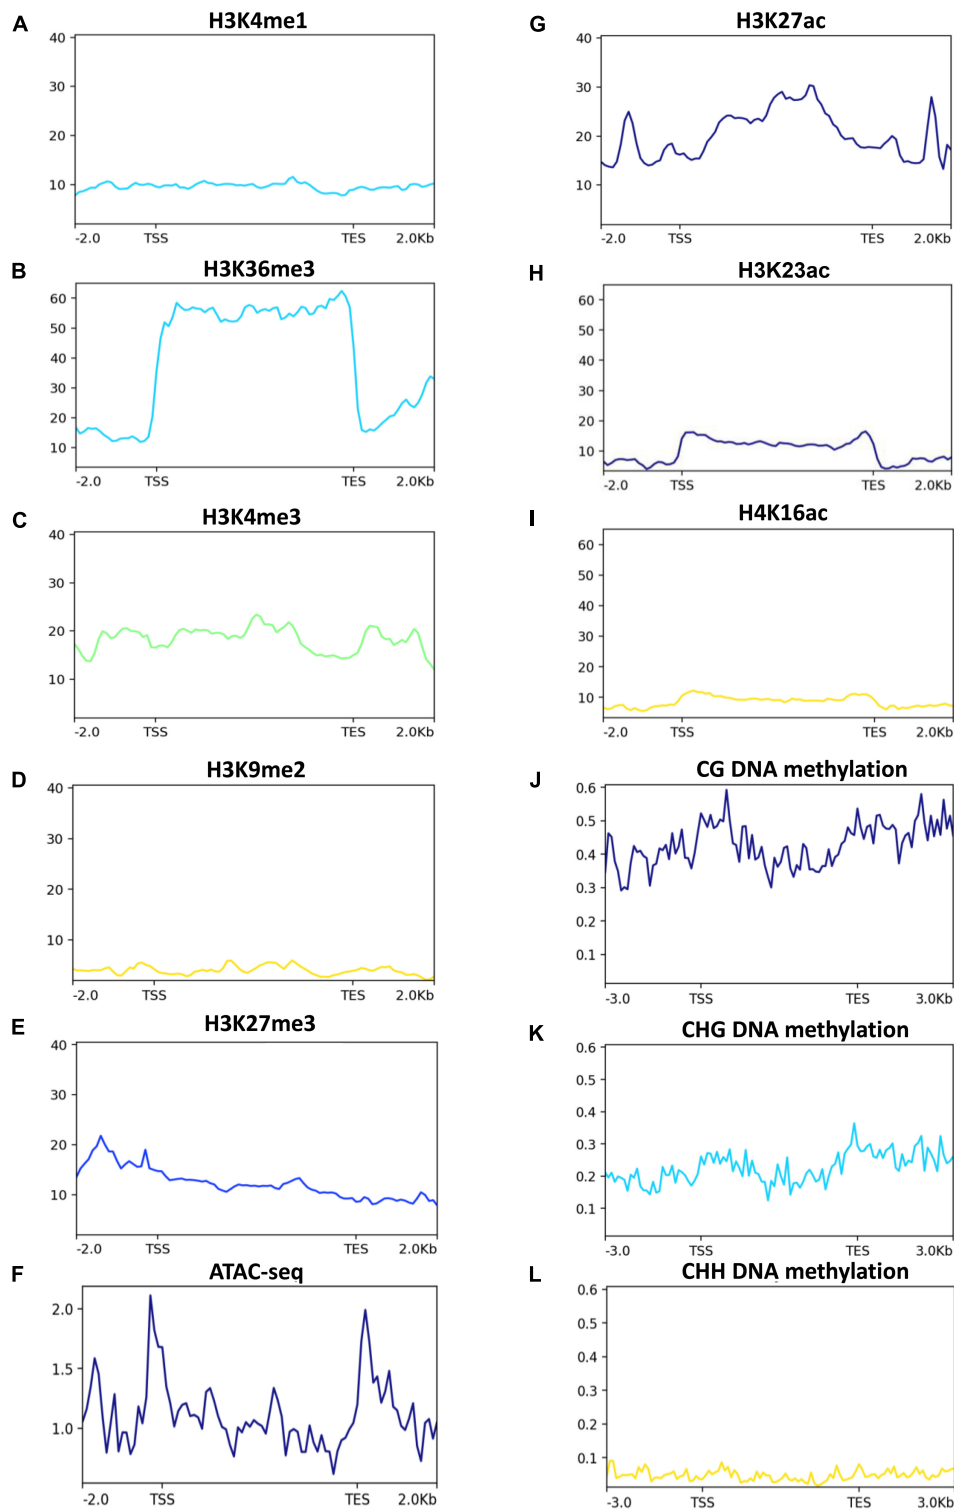 A
H3K4me1
40
30
20
10
-2.0 TSS TES 2.0Kb
B
H3K36me3
60
50
40
30
20
10
-2.0 TSS TES 2.0Kb
C
H3K4me3
40
30
20
10
-2.0 TSS TES 2.0Kb
D
H3K9me2
40
30
20
10
-2.0 TSS TES 2.0Kb
E
H3K27me3
40
30
20
10
-2.0 TSS TES 2.0Kb
F
ATAC-seq
2.0
1.5
1.0
-2.0 TSS TES 2.0Kb
G
H3K27ac
40
30
20
10
-2.0 TSS TES 2.0Kb
H
H3K23ac
60
50
40
30
20
10
-2.0 TSS TES 2.0Kb
I
H4K16ac
60
50
40
30
20
10
-2.0 TSS TES 2.0Kb
J
CG DNA methylation
0.6
0.5
0.4
0.3
0.2
0.1
-3.0 TSS TES 3.0Kb
K
CHG DNA methylation
0.6
0.5
0.4
0.3
0.2
0.1
-3.0 TSS TES 3.0Kb
L
CHH DNA methylation
0.6
0.5
0.4
0.3
0.2
0.1
-3.0 TSS TES 3.0Kb